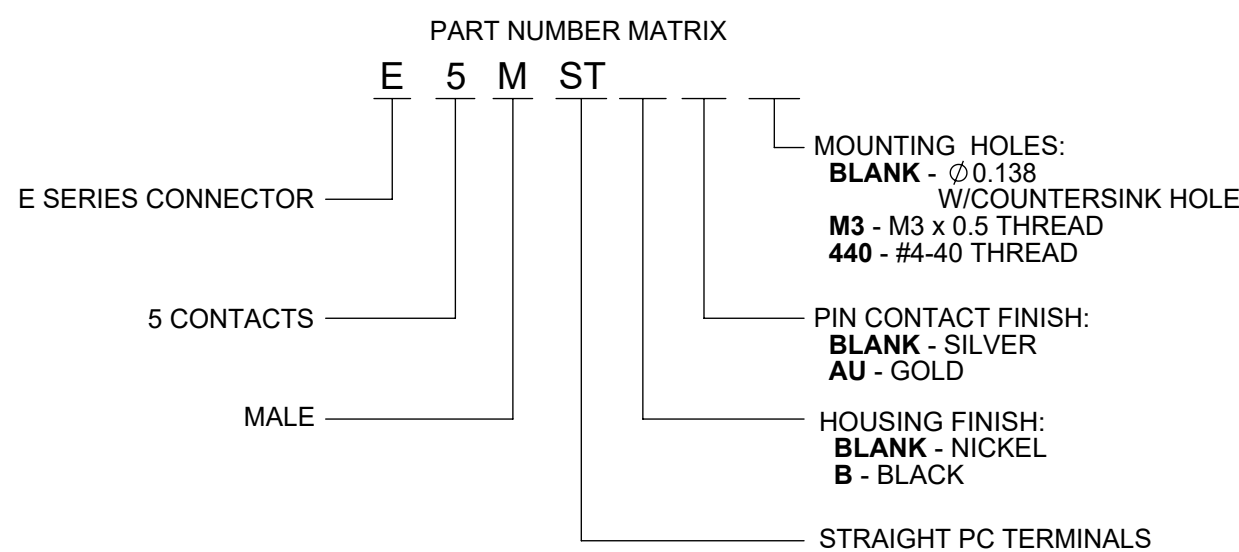 PART NUMBER MATRIX
E 5 M ST
MOUNTING HOLES:
BLANK - ∅0.138
W/COUNTERSINK HOLE
M3 - M3 x 0.5 THREAD
440 - #4-40 THREAD
E SERIES CONNECTOR
5 CONTACTS
PIN CONTACT FINISH:
BLANK - SILVER
AU - GOLD
MALE
HOUSING FINISH:
BLANK - NICKEL
B - BLACK
STRAIGHT PC TERMINALS